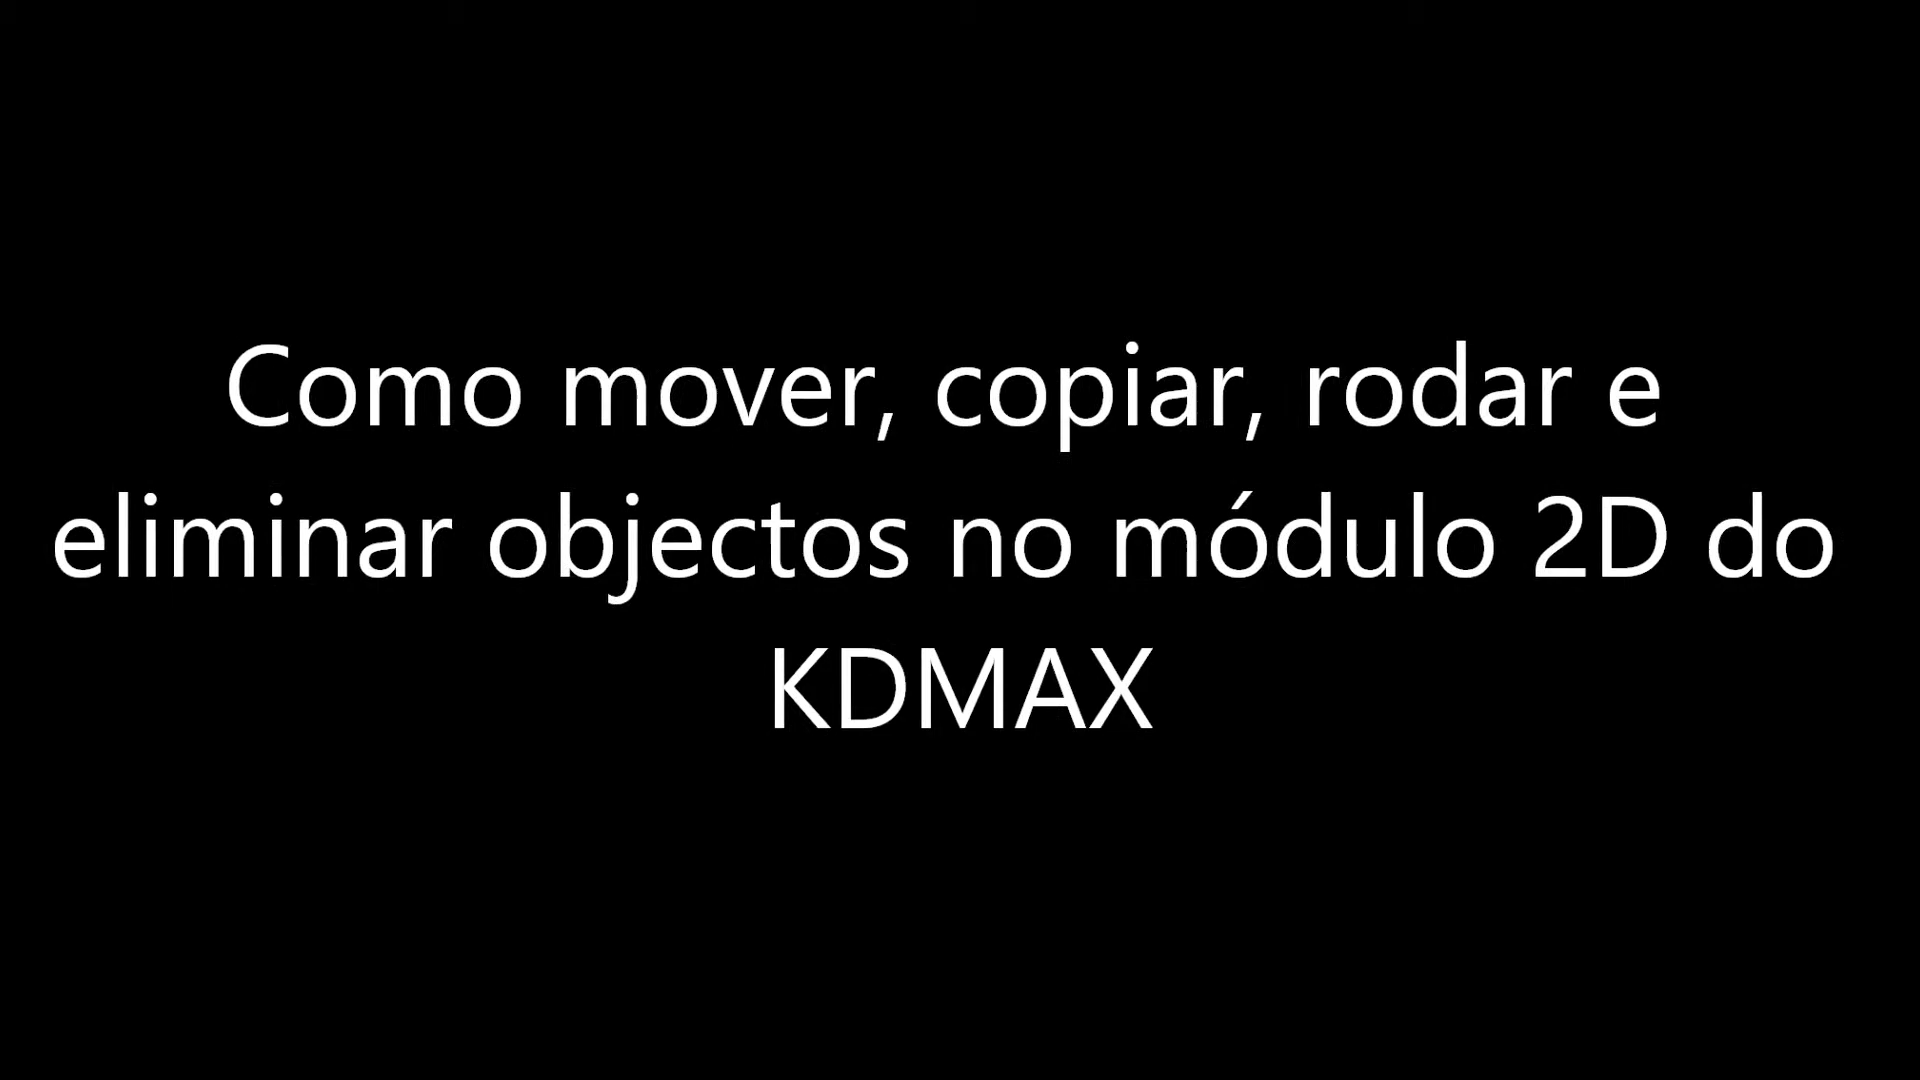 Como mover, copiar, rodar e
eliminar objectos no módulo 2D do
KDMAX